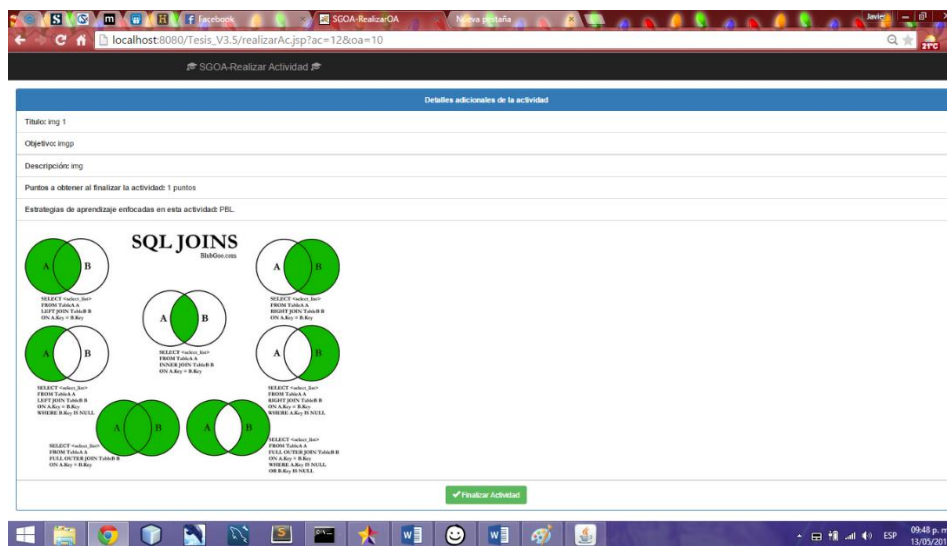 Facebook
SGOA-RealizarOA
Nueva pestaña
Javier
localhost:8080/Tesis_V3.5/realizarAc.jsp?ac=12&oa=10
21°C
SGOA-Realizar Actividad
Detalles adicionales de la actividad
Titulo: img 1
Objetivo: imgp
Descripción: img
Puntos a obtener al finalizar la actividad: 1 puntos
Estrategias de aprendizaje enfocadas en esta actividad: PBL.
SQL JOINS
A B
SELECT <select_list>
FROM TableA A
LEFT JOIN TableB B
ON A.Key = B.Key
A B
SELECT <select_list>
FROM TableA A
RIGHT JOIN TableB B
ON A.Key = B.Key
A B
SELECT <select_list>
FROM TableA A
INNER JOIN TableB B
ON A.Key = B.Key
A B
SELECT <select_list>
FROM TableA A
LEFT JOIN TableB B
ON A.Key = B.Key
WHERE B.Key IS NULL
A B
SELECT <select_list>
FROM TableA A
RIGHT JOIN TableB B
ON A.Key = B.Key
WHERE A.Key IS NULL
A B
SELECT <select_list>
FROM TableA A
FULL OUTER JOIN TableB B
ON A.Key = B.Key
A B
SELECT <select_list>
FROM TableA A
FULL OUTER JOIN TableB B
ON A.Key = B.Key
WHERE A.Key IS NULL
OR B.Key IS NULL
Finalizar Actividad
ESP
09:48 p. m.